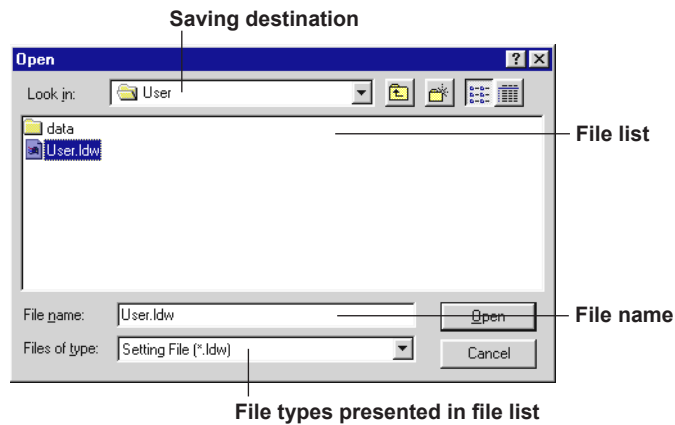 Saving destination
Open
Look in: User
data
User.ldw
File list
File name: User.ldw
Open
File name
Files of type: Setting File (*.ldw)
Cancel
File types presented in file list